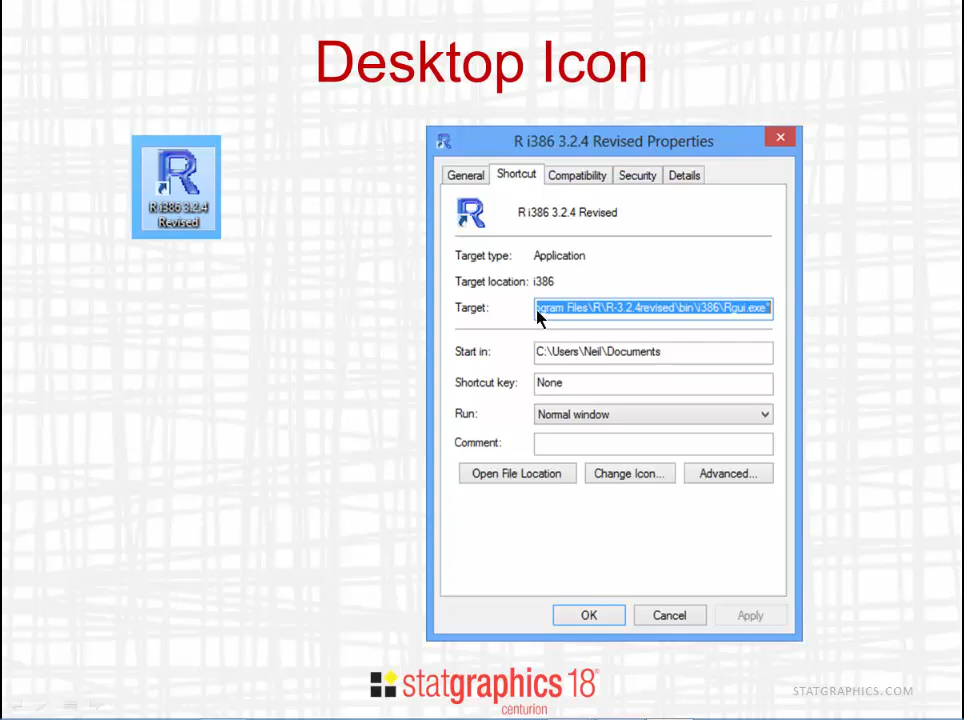 Desktop Icon
R i386 3.2.4
Revised
R i386 3.2.4 Revised Properties
General Shortcut Compatibility Security Details
R i386 3.2.4 Revised
Target type: Application
Target location: i386
Target: ogram Files\R\R-3.2.4revised\bin\i386\Rgui.exe"
Start in: C:\Users\Neil\Documents
Shortcut key: None
Run: Normal window
Comment:
Open File Location Change Icon... Advanced...
OK Cancel Apply
statgraphics 18®
centurion
STATGRAPHICS.COM